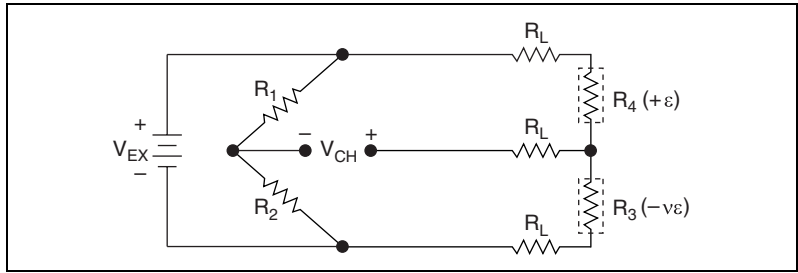 R_L
R_1
R_4 (+ε)
+
V_EX
−
− V_CH +
R_L
R_2
R_3 (−νε)
R_L